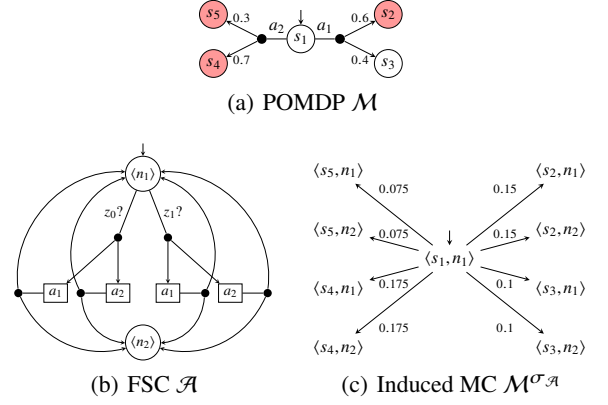 s5 0.3 a2 s1 a1 0.6 s2
s4 0.7 0.4 s3
(a) POMDP ℳ
⟨n1⟩
z0? z1?
a1 a2 a1 a2
⟨n2⟩
(b) FSC 𝒜
⟨s5,n1⟩ ⟨s2,n1⟩
0.075 0.15
⟨s5,n2⟩ 0.075 0.15 ⟨s2,n2⟩
⟨s1,n1⟩
⟨s4,n1⟩ 0.175 0.1 ⟨s3,n1⟩
0.175 0.1
⟨s4,n2⟩ ⟨s3,n2⟩
(c) Induced MC ℳ^σ𝒜